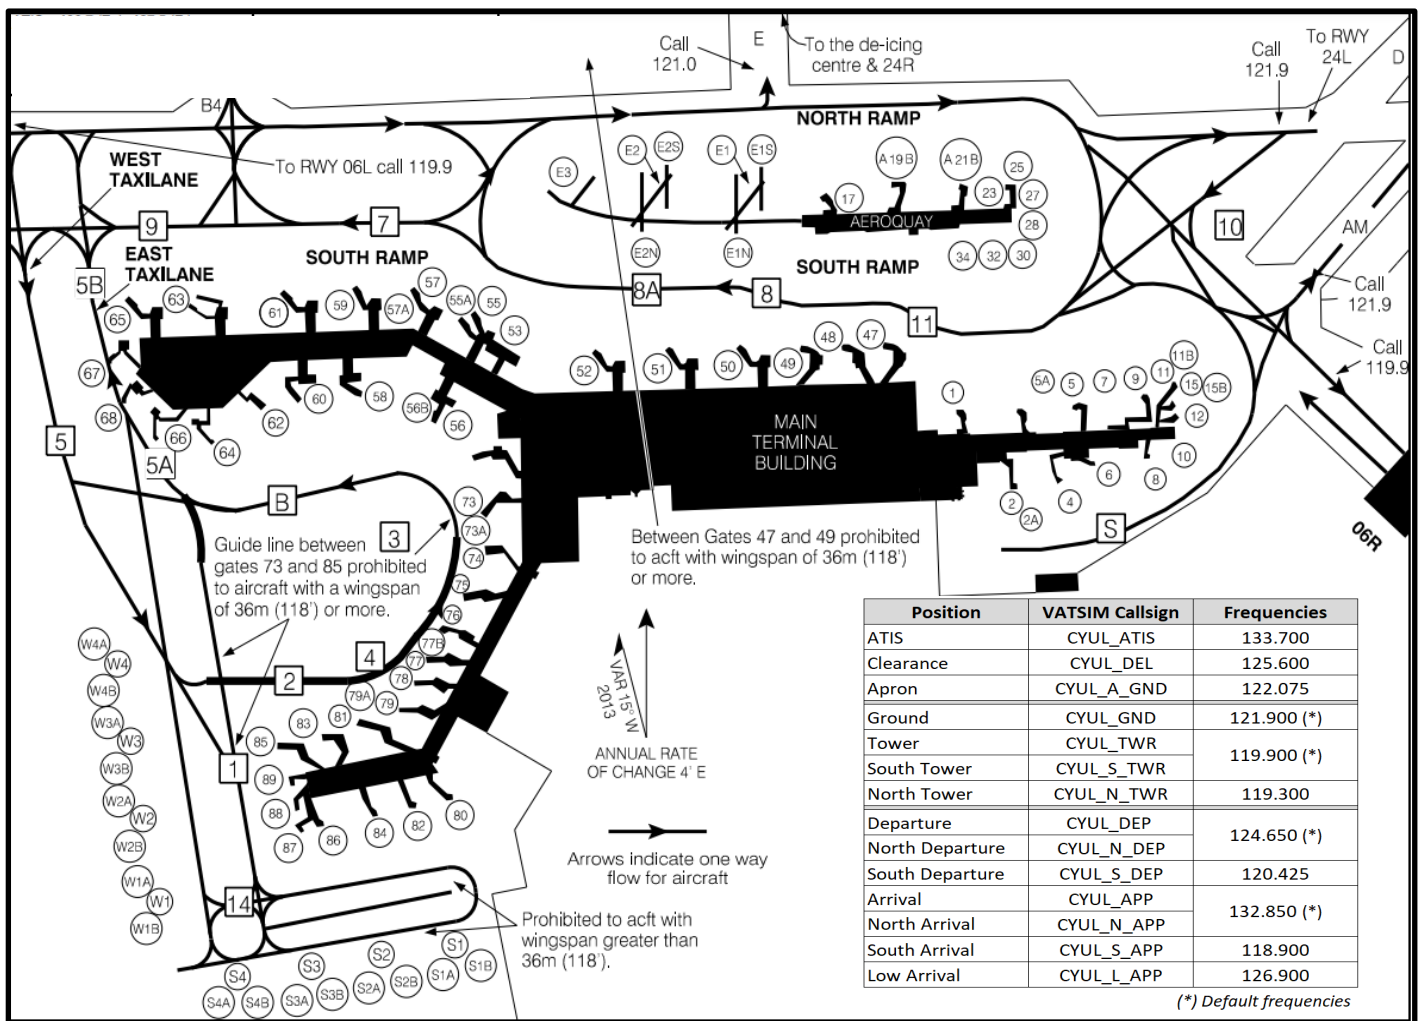 Call
121.0
E
To the de-icing
centre & 24R
Call
121.9
To RWY
24L
D
B4
NORTH RAMP
WEST
TAXILANE
To RWY 06L call 119.9
E3
E2
E2S
E1
E1S
A 19 B
A 21 B
25
17
23
27
AEROQUAY
28
9
7
10
AM
E2N
E1N
34
32
30
EAST
TAXILANE
SOUTH RAMP
SOUTH RAMP
5B
8A
8
11
Call
121.9
Call
119.9
65
63
61
59
57A
57
55A
55
53
67
68
66
64
62
60
58
56B
56
52
51
50
49
48
47
1
5A
5
7
9
11
11B
15
15B
12
10
8
6
4
2
2A
MAIN
TERMINAL
BUILDING
5
5A
B
3
S
06R
Guide line between
gates 73 and 85 prohibited
to aircraft with a wingspan
of 36m (118') or more.
73
73A
74
75
76
77B
77
78
79
79A
Between Gates 47 and 49 prohibited
to acft with wingspan of 36m (118')
or more.
4
2
1
81
83
85
89
88
87
86
84
82
80
W4A
W4
W4B
W3A
W3
W3B
W2A
W2
W2B
W1A
W1
W1B
VAR 15° W
2013
ANNUAL RATE
OF CHANGE 4' E
Arrows indicate one way
flow for aircraft
14
Prohibited to acft with
wingspan greater than
36m (118').
S4
S3
S2
S1
S4A
S4B
S3A
S3B
S2A
S2B
S1A
S1B
Position VATSIM Callsign Frequencies
ATIS CYUL_ATIS 133.700
Clearance CYUL_DEL 125.600
Apron CYUL_A_GND 122.075
Ground CYUL_GND 121.900 (*)
Tower CYUL_TWR 119.900 (*)
South Tower CYUL_S_TWR
North Tower CYUL_N_TWR 119.300
Departure CYUL_DEP 124.650 (*)
North Departure CYUL_N_DEP
South Departure CYUL_S_DEP 120.425
Arrival CYUL_APP 132.850 (*)
North Arrival CYUL_N_APP
South Arrival CYUL_S_APP 118.900
Low Arrival CYUL_L_APP 126.900
(*) Default frequencies